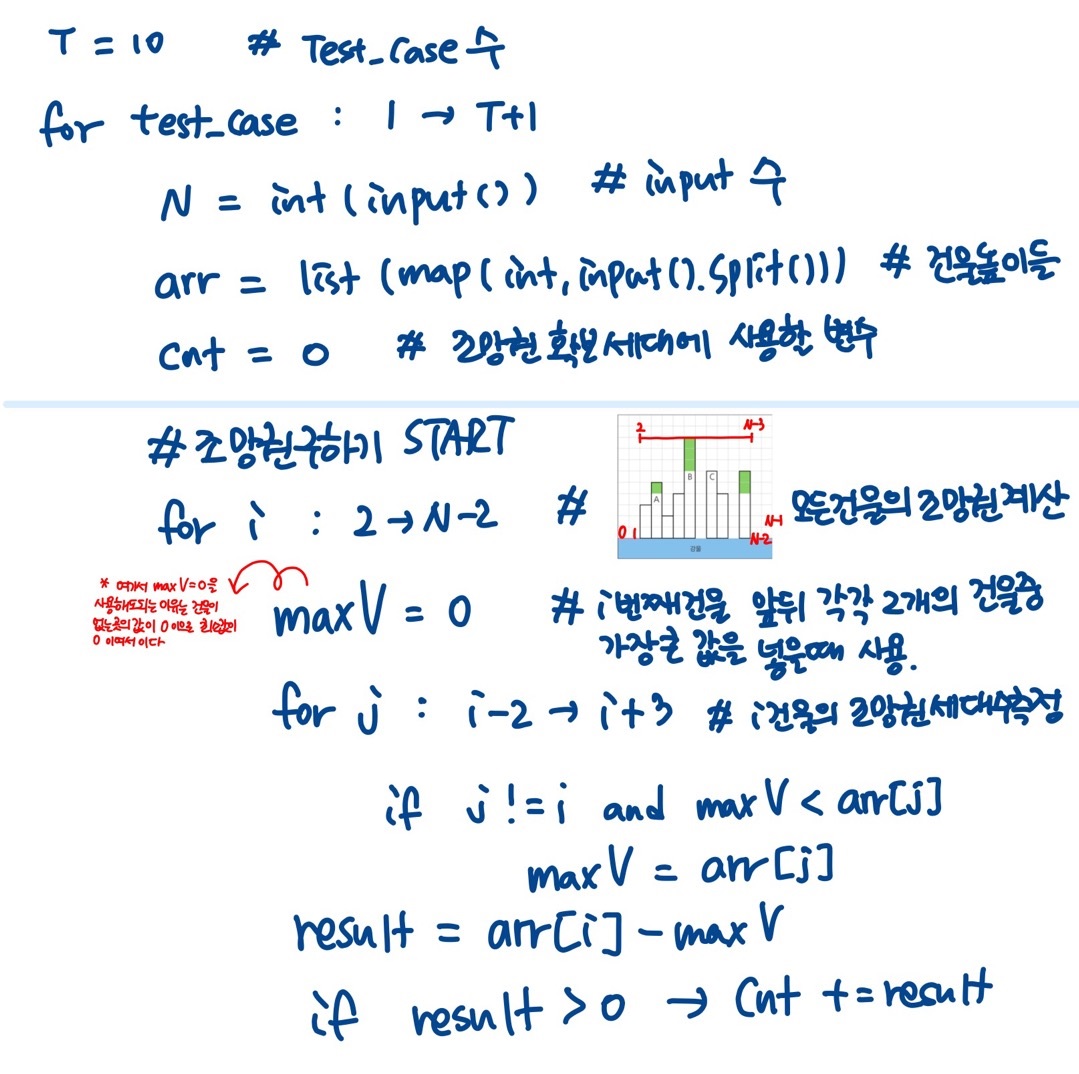 T = 10 # Test_Case 수
for test_case : 1 → T+1
N = int(input()) # input 수
arr = list(map(int, input().split())) # 건물높이들
cnt = 0 # 조망권 확보 세대에 사용할 변수
# 조망권구하기 START
2 N-3
A B C
0 1 N-2 N-1
강물
for i : 2 → N-2 # 모든건물의 조망권 계산
* 여기서 maxV=0을
사용해도되는 이유는 건물이
없는곳의 값이 0 이므로 최소값이
0 이여서 이다
maxV = 0 # i번째건물 앞뒤 각각 2개의 건물중
가장큰 값을 넣을때 사용.
for j : i-2 → i+3 # i건물의 조망권세대수측정
if j != i and maxV < arr[j]
maxV = arr[j]
result = arr[i] - maxV
if result > 0 → Cnt += result